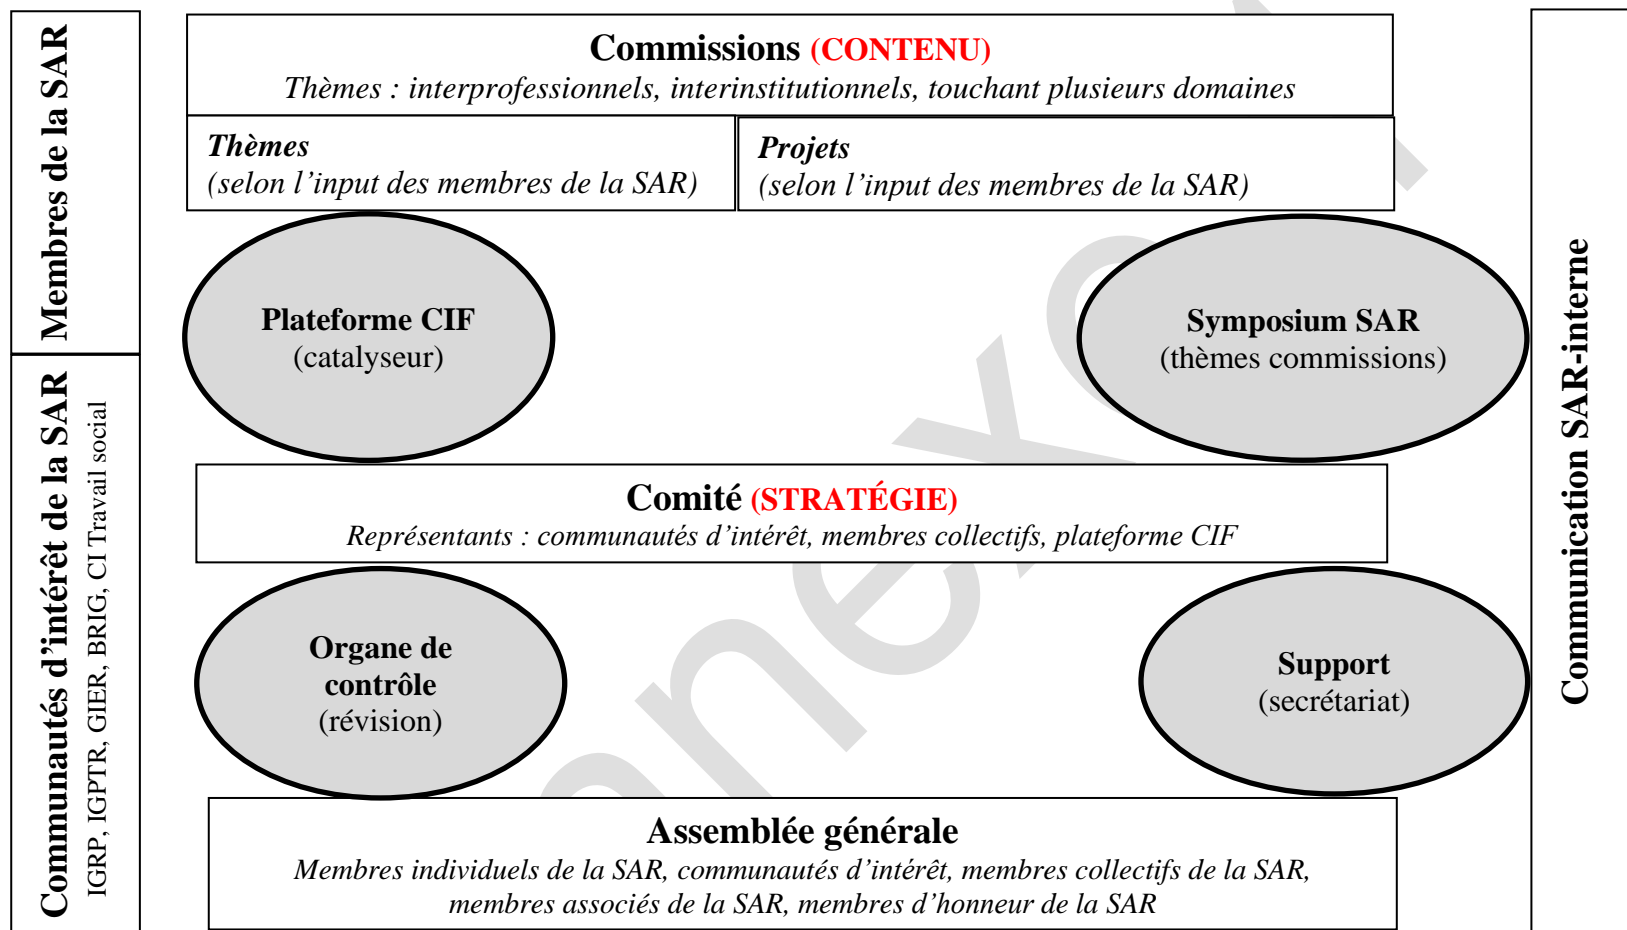 Membres de la SAR
Communautés d’intérêt de la SAR
IGRP, IGPTR, GIER, BRIG, CI Travail social
Commissions (CONTENU)
Thèmes : interprofessionnels, interinstitutionnels, touchant plusieurs domaines
Thèmes
(selon l’input des membres de la SAR)
Projets
(selon l’input des membres de la SAR)
Plateforme CIF
(catalyseur)
Symposium SAR
(thèmes commissions)
Comité (STRATÉGIE)
Représentants : communautés d’intérêt, membres collectifs, plateforme CIF
Organe de
contrôle
(révision)
Support
(secrétariat)
Assemblée générale
Membres individuels de la SAR, communautés d’intérêt, membres collectifs de la SAR,
membres associés de la SAR, membres d’honneur de la SAR
Communication SAR-interne